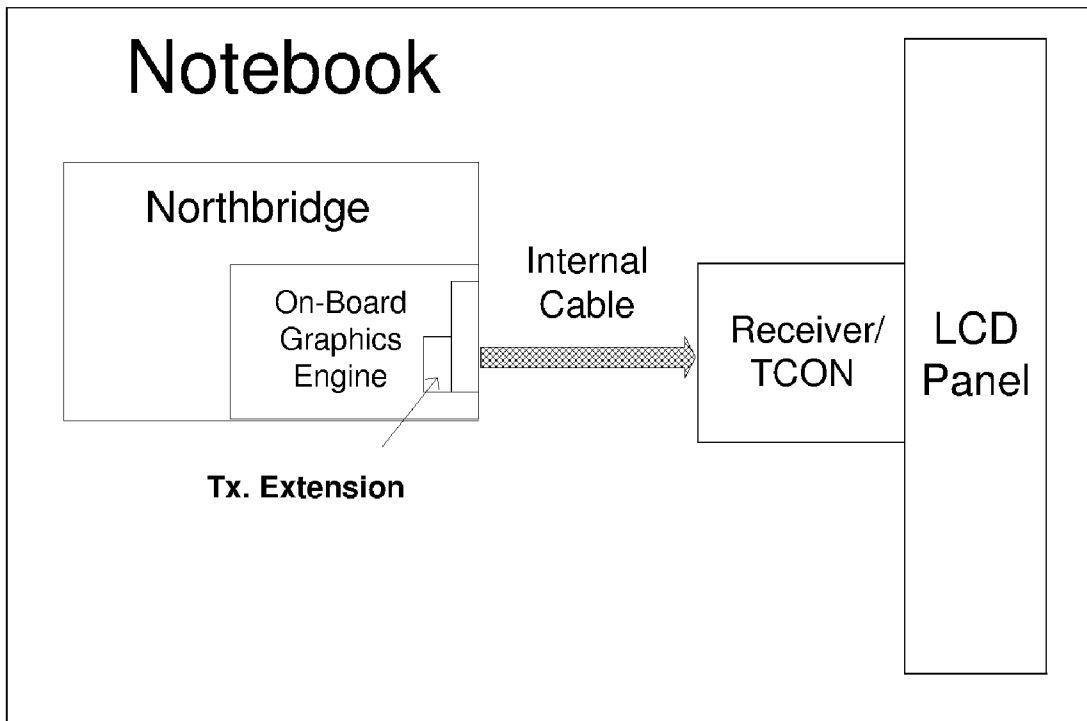 Notebook
Northbridge
On-Board
Graphics
Engine
Tx. Extension
Internal
Cable
Receiver/
TCON
LCD
Panel